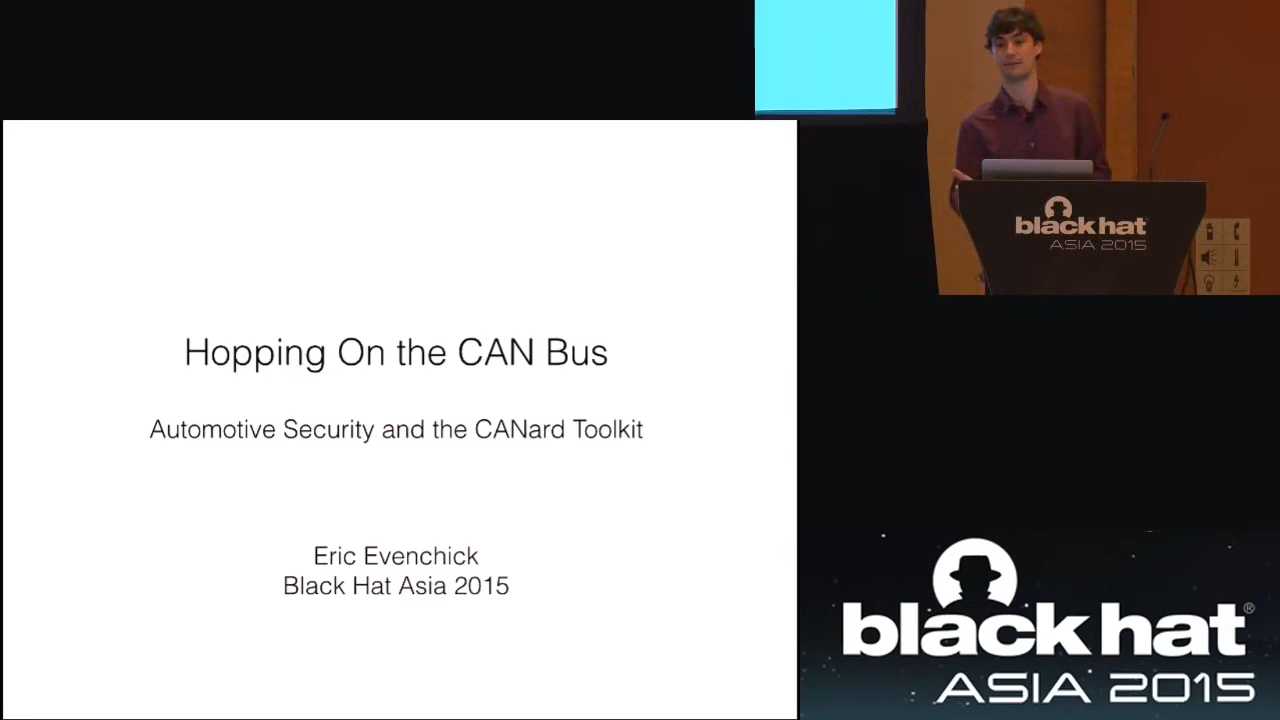 Hopping On the CAN Bus
Automotive Security and the CANard Toolkit
Eric Evenchick
Black Hat Asia 2015
black hat
ASIA 2015
black hat®
ASIA 2015